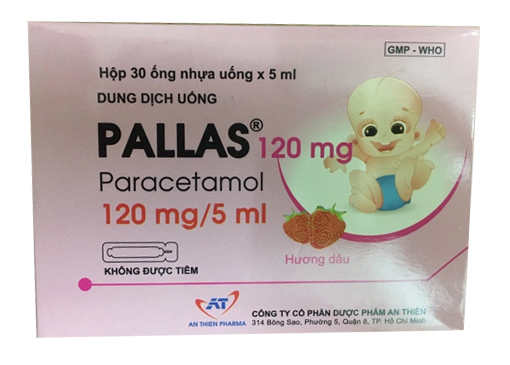 GMP - WHO
Hộp 30 ống nhựa uống x 5 ml
DUNG DỊCH UỐNG
PALLAS® 120 mg
Paracetamol
120 mg/5 ml
Hương dâu
KHÔNG ĐƯỢC TIÊM
AT
AN THIEN PHARMA
CÔNG TY CỔ PHẦN DƯỢC PHẨM AN THIÊN
314 Bông Sao, Phường 5, Quận 8, TP. Hồ Chí Minh